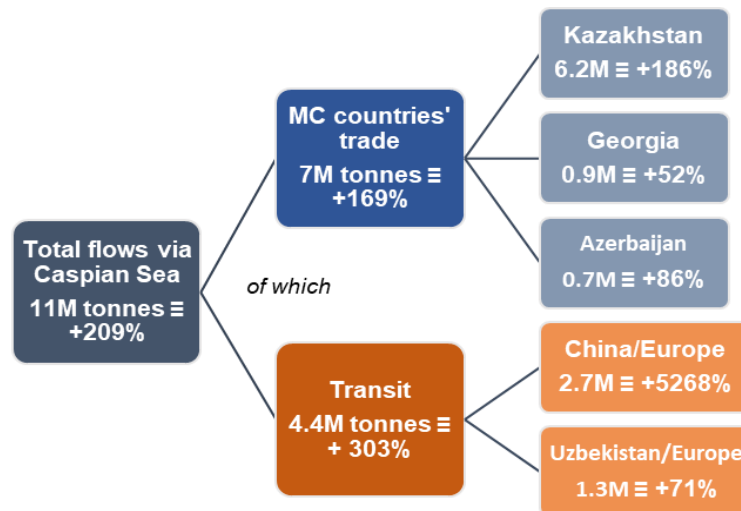 Total flows via
Caspian Sea
11M tonnes ≡
+209%
of which
MC countries'
trade
7M tonnes ≡
+169%
Kazakhstan
6.2M ≡ +186%
Georgia
0.9M ≡ +52%
Azerbaijan
0.7M ≡ +86%
Transit
4.4M tonnes ≡
+ 303%
China/Europe
2.7M ≡ +5268%
Uzbekistan/Europe
1.3M ≡ +71%